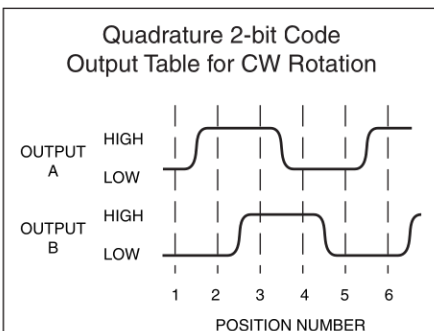 Quadrature 2-bit Code
Output Table for CW Rotation
OUTPUT
A
HIGH
LOW
OUTPUT
B
HIGH
LOW
1 2 3 4 5 6
POSITION NUMBER